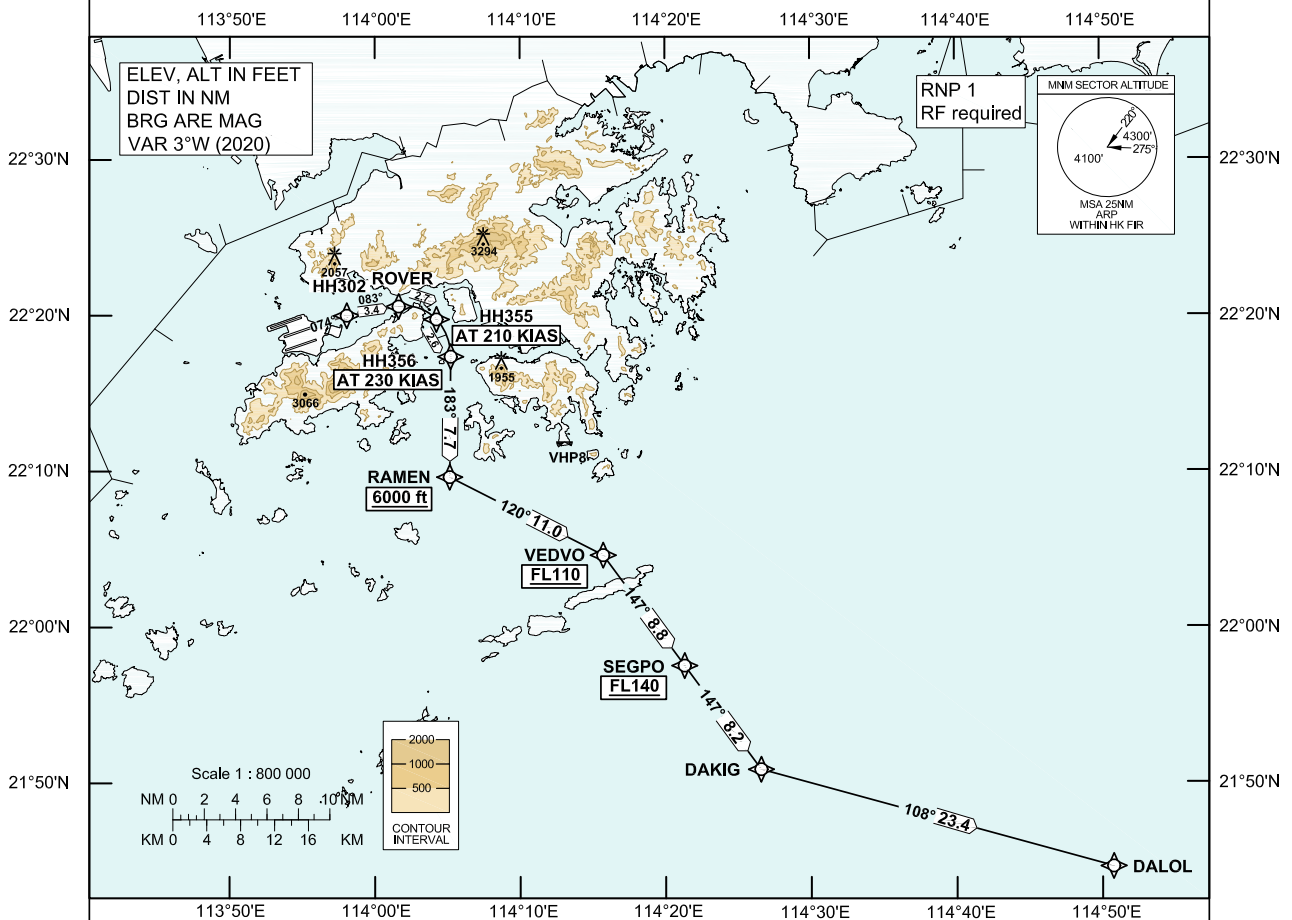 113°50'E
114°00'E
114°10'E
114°20'E
114°30'E
114°40'E
114°50'E
ELEV, ALT IN FEET
DIST IN NM
BRG ARE MAG
VAR 3°W (2020)
RNP 1
RF required
MNM SECTOR ALTITUDE
220°
4300'
275°
4100'
MSA 25NM
ARP
WITHIN HK FIR
22°30'N
22°30'N
3294
2057
HH302
ROVER
083°
3.4
2.7
074°
22°20'N
22°20'N
HH355
AT 210 KIAS
2.6
HH356
AT 230 KIAS
1955
3066
183°
7.7
VHP8
22°10'N
22°10'N
RAMEN
6000 ft
120°
11.0
VEDVO
FL110
147°
8.8
22°00'N
22°00'N
SEGPO
FL140
147°
8.2
DAKIG
21°50'N
21°50'N
108°
23.4
DALOL
2000
1000
500
CONTOUR
INTERVAL
Scale 1 : 800 000
NM 0 2 4 6 8 10 NM
KM 0 4 8 12 16 KM
113°50'E
114°00'E
114°10'E
114°20'E
114°30'E
114°40'E
114°50'E